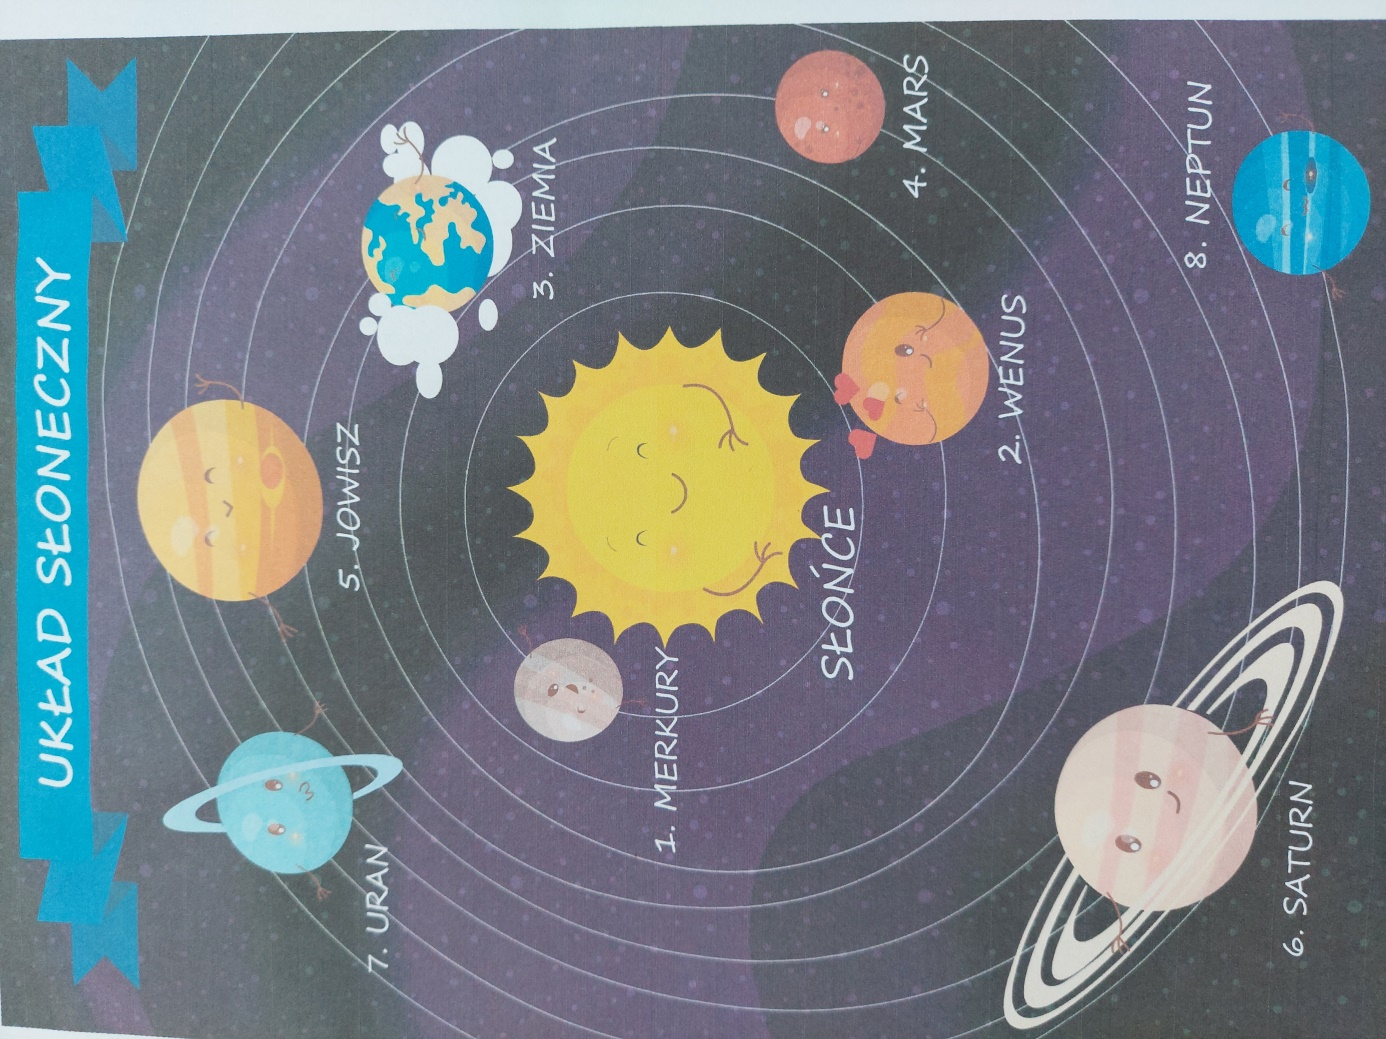 UKŁAD SŁONECZNY
5. JOWISZ
7. URAN
3. ZIEMIA
1. MERKURY
SŁOŃCE
4. MARS
2. WENUS
8. NEPTUN
6. SATURN